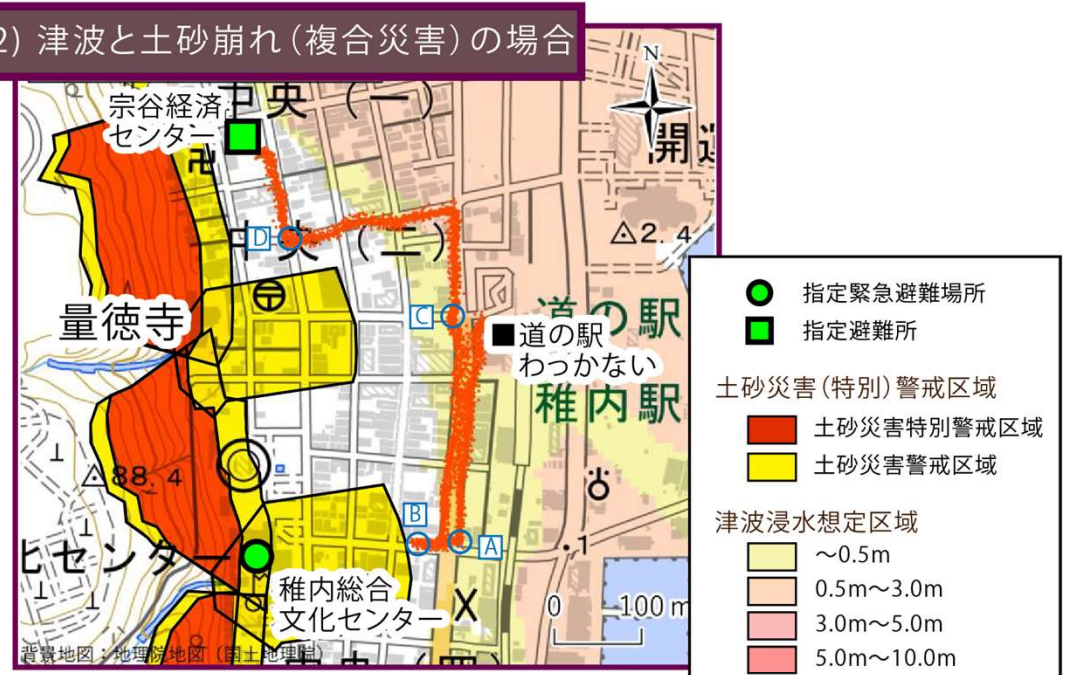 2) 津波と土砂崩れ（複合災害）の場合
宗谷経済
センター
中央（一）
N
開運
D
中央（二）
2.4
量徳寺
C
■道の駅
わっかない
道の駅
稚内駅
88.4
B
A
化センター
稚内総合
文化センター
・1
0 100 m
背景地図：地理院地図（国土地理院）
中央（四）
指定緊急避難場所
指定避難所
土砂災害（特別）警戒区域
土砂災害特別警戒区域
土砂災害警戒区域
津波浸水想定区域
～0.5m
0.5m～3.0m
3.0m～5.0m
5.0m～10.0m